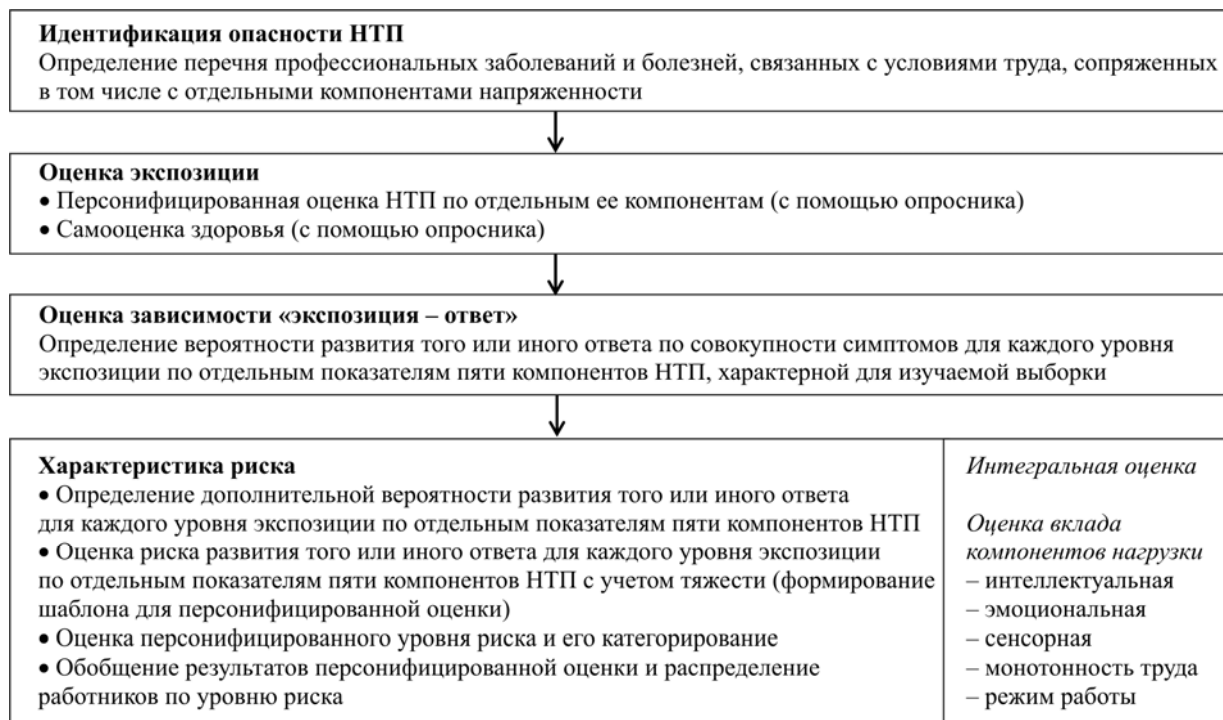 Идентификация опасности НТП
Определение перечня профессиональных заболеваний и болезней, связанных с условиями труда, сопряженных
в том числе с отдельными компонентами напряженности
Оценка экспозиции
• Персонифицированная оценка НТП по отдельным ее компонентам (с помощью опросника)
• Самооценка здоровья (с помощью опросника)
Оценка зависимости «экспозиция – ответ»
Определение вероятности развития того или иного ответа по совокупности симптомов для каждого уровня
экспозиции по отдельным показателям пяти компонентов НТП, характерной для изучаемой выборки
Характеристика риска
• Определение дополнительной вероятности развития того или иного ответа
для каждого уровня экспозиции по отдельным показателям пяти компонентов НТП
• Оценка риска развития того или иного ответа для каждого уровня экспозиции
по отдельным показателям пяти компонентов НТП с учетом тяжести (формирование
шаблона для персонифицированной оценки)
• Оценка персонифицированного уровня риска и его категорирование
• Обобщение результатов персонифицированной оценки и распределение
работников по уровню риска
Интегральная оценка
Оценка вклада
компонентов нагрузки
– интеллектуальная
– эмоциональная
– сенсорная
– монотонность труда
– режим работы